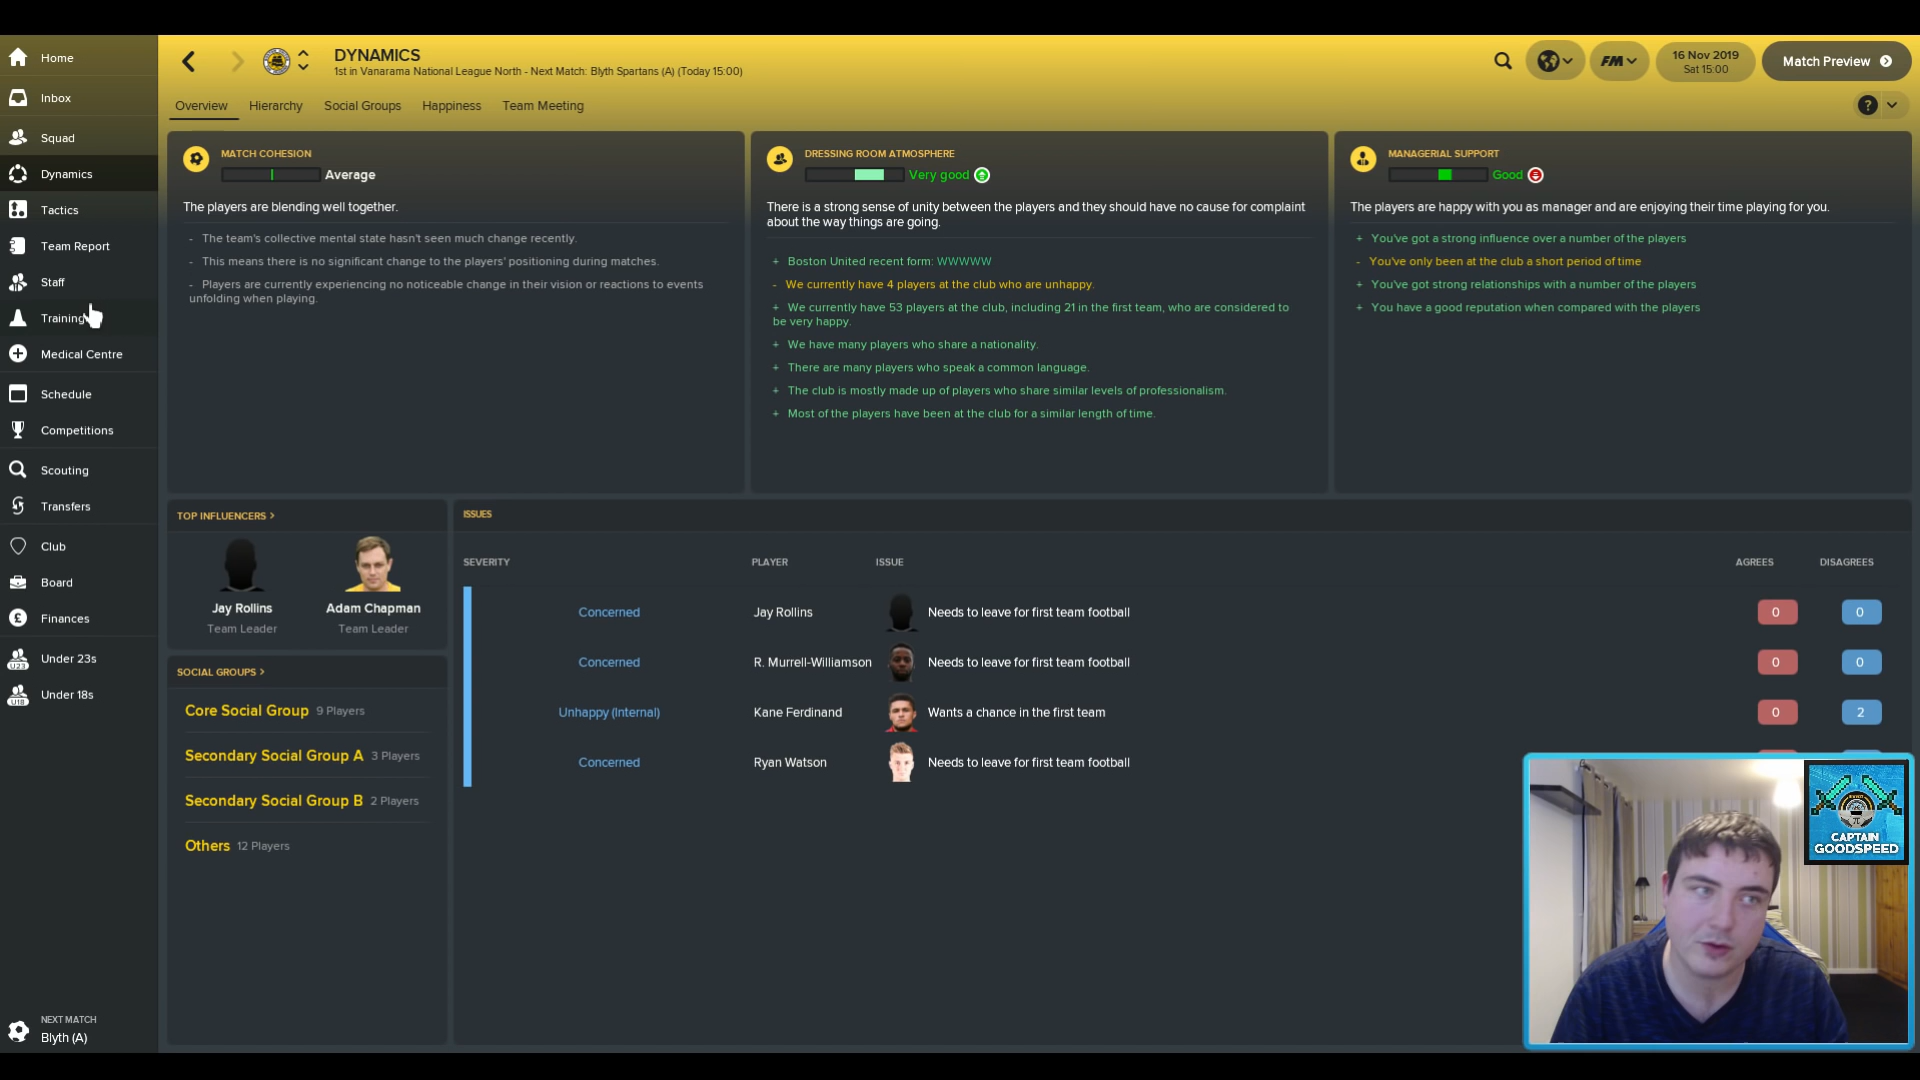 Home
Inbox
Squad
Dynamics
Tactics
Team Report
Staff
Training
Medical Centre
Schedule
Competitions
Scouting
Transfers
Club
Board
£
Finances
U23
Under 23s
U18
Under 18s
NEXT MATCH
Blyth (A)
DYNAMICS
1st in Vanarama National League North - Next Match: Blyth Spartans (A) (Today 15:00)
FM
16 Nov 2019
Sat 15:00
Match Preview
Overview
Hierarchy
Social Groups
Happiness
Team Meeting
?
MATCH COHESION
Average
The players are blending well together.
- The team's collective mental state hasn't seen much change recently.
- This means there is no significant change to the players' positioning during matches.
- Players are currently experiencing no noticeable change in their vision or reactions to events
unfolding when playing.
DRESSING ROOM ATMOSPHERE
Very good
There is a strong sense of unity between the players and they should have no cause for complaint
about the way things are going.
+ Boston United recent form: WWWWW
- We currently have 4 players at the club who are unhappy.
+ We currently have 53 players at the club, including 21 in the first team, who are considered to
be very happy.
+ We have many players who share a nationality.
+ There are many players who speak a common language.
+ The club is mostly made up of players who share similar levels of professionalism.
+ Most of the players have been at the club for a similar length of time.
MANAGERIAL SUPPORT
Good
The players are happy with you as manager and are enjoying their time playing for you.
+ You've got a strong influence over a number of the players
- You've only been at the club a short period of time
+ You've got strong relationships with a number of the players
+ You have a good reputation when compared with the players
TOP INFLUENCERS >
Jay Rollins
Team Leader
Adam Chapman
Team Leader
SOCIAL GROUPS >
Core Social Group 9 Players
Secondary Social Group A 3 Players
Secondary Social Group B 2 Players
Others 12 Players
ISSUES
SEVERITY PLAYER ISSUE AGREES DISAGREES
Concerned Jay Rollins Needs to leave for first team football 0 0
Concerned R. Murrell-Williamson Needs to leave for first team football 0 0
Unhappy (Internal) Kane Ferdinand Wants a chance in the first team 0 2
Concerned Ryan Watson Needs to leave for first team football
CAPTAIN
GOODSPEED